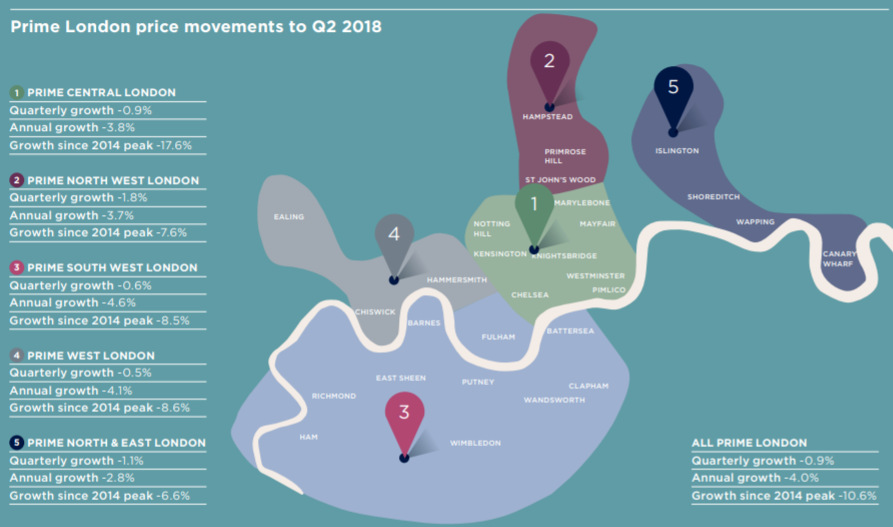 Prime London price movements to Q2 2018
1 PRIME CENTRAL LONDON
Quarterly growth -0.9%
Annual growth -3.8%
Growth since 2014 peak -17.6%
2 PRIME NORTH WEST LONDON
Quarterly growth -1.8%
Annual growth -3.7%
Growth since 2014 peak -7.6%
3 PRIME SOUTH WEST LONDON
Quarterly growth -0.6%
Annual growth -4.6%
Growth since 2014 peak -8.5%
4 PRIME WEST LONDON
Quarterly growth -0.5%
Annual growth -4.1%
Growth since 2014 peak -8.6%
5 PRIME NORTH & EAST LONDON
Quarterly growth -1.1%
Annual growth -2.8%
Growth since 2014 peak -6.6%
2
HAMPSTEAD
PRIMROSE
HILL
ST JOHN'S WOOD
5
ISLINGTON
SHOREDITCH
WAPPING
CANARY
WHARF
1
MARYLEBONE
NOTTING
HILL
MAYFAIR
KENSINGTON
KNIGHTSBRIDGE
WESTMINSTER
PIMLICO
CHELSEA
4
EALING
HAMMERSMITH
CHISWICK
BARNES
FULHAM
BATTERSEA
EAST SHEEN
PUTNEY
CLAPHAM
RICHMOND
WANDSWORTH
3
HAM
WIMBLEDON
ALL PRIME LONDON
Quarterly growth -0.9%
Annual growth -4.0%
Growth since 2014 peak -10.6%